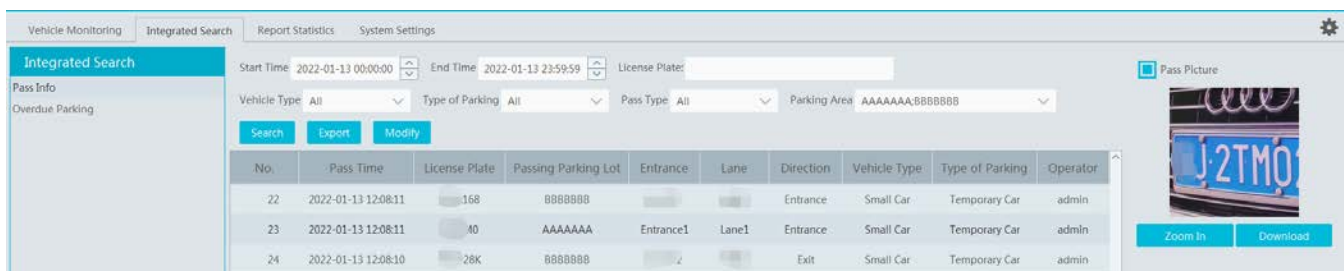 Vehicle Monitoring Integrated Search Report Statistics System Settings
Integrated Search
Pass Info
Overdue Parking
Start Time 2022-01-13 00:00:00 End Time 2022-01-13 23:59:59 License Plate:
Vehicle Type All Type of Parking All Pass Type All Parking Area AAAAAAA;BBBBBBB
Search Export Modify
No. Pass Time License Plate Passing Parking Lot Entrance Lane Direction Vehicle Type Type of Parking Operator
22 2022-01-13 12:08:11 168 BBBBBBB Entrance Small Car Temporary Car admin
23 2022-01-13 12:08:11 40 AAAAAAA Entrance1 Lane1 Entrance Small Car Temporary Car admin
24 2022-01-13 12:08:10 28K BBBBBBB Exit Small Car Temporary Car admin
Pass Picture
J·2TM0
Zoom In Download